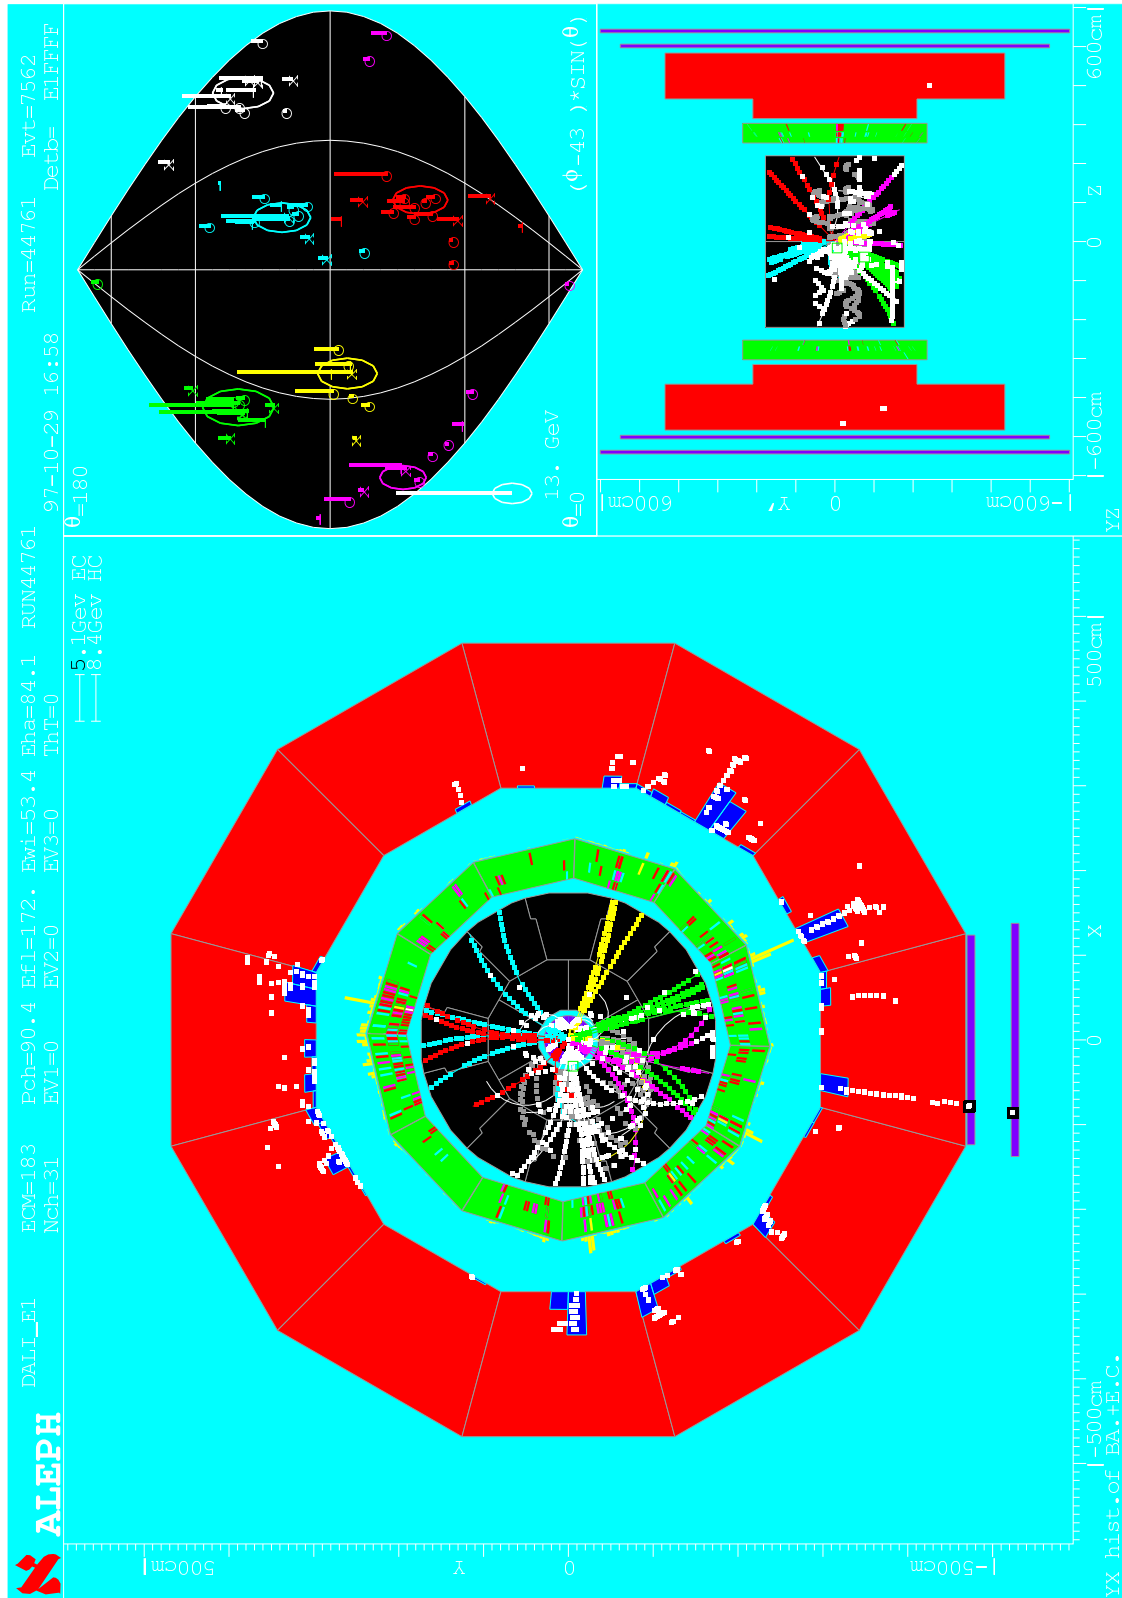 ALEPH
DALI_E1 ECM=183 Pch=90.4 Efl=172. Ewi=53.4 Eha=84.1 RUN44761
Nch=31 EV1=0 EV2=0 EV3=0 ThT=0
97-10-29 16:58 Run=44761 Evt=7562
Detb= E1FFFF
5.1Gev EC
8.4Gev HC
θ=180
θ=0
13. GeV
(ϕ-43 )*SIN(θ)
600cm
Z
0
-600cm
600cm
Y'
0
-600cm
YZ
500cm
X
0
-500cm
500cm
Y
0
-500cm
YX hist.of BA.+E.C.